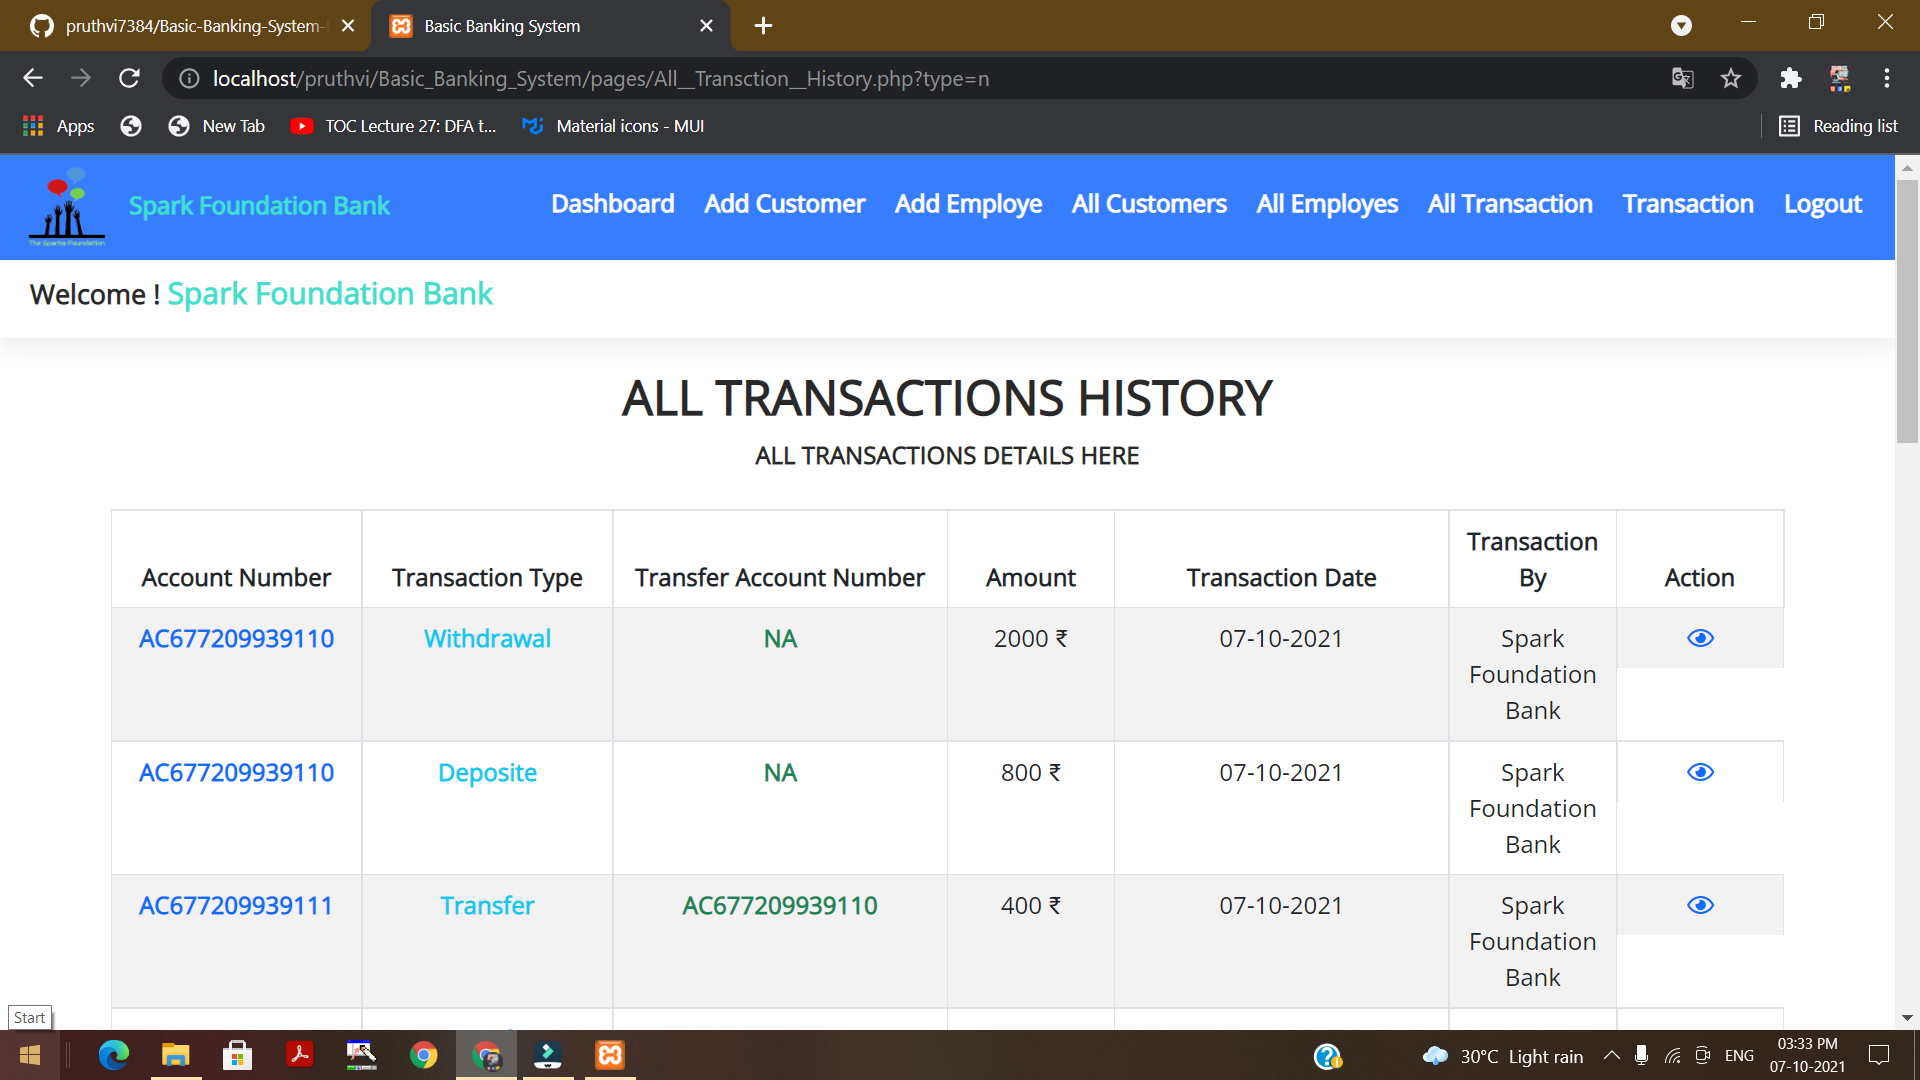 pruthvi7384/Basic-Banking-System-
Basic Banking System
localhost/pruthvi/Basic_Banking_System/pages/All__Transction__History.php?type=n
Apps
New Tab
TOC Lecture 27: DFA t...
Material icons - MUI
Reading list
The Sparks Foundation
Spark Foundation Bank
Dashboard
Add Customer
Add Employe
All Customers
All Employes
All Transaction
Transaction
Logout
Welcome ! Spark Foundation Bank
ALL TRANSACTIONS HISTORY
ALL TRANSACTIONS DETAILS HERE
Account Number
Transaction Type
Transfer Account Number
Amount
Transaction Date
Transaction
By
Action
AC677209939110
Withdrawal
NA
2000 ₹
07-10-2021
Spark
Foundation
Bank
AC677209939110
Deposite
NA
800 ₹
07-10-2021
Spark
Foundation
Bank
AC677209939111
Transfer
AC677209939110
400 ₹
07-10-2021
Spark
Foundation
Bank
Start
30°C Light rain
ENG
03:33 PM
07-10-2021